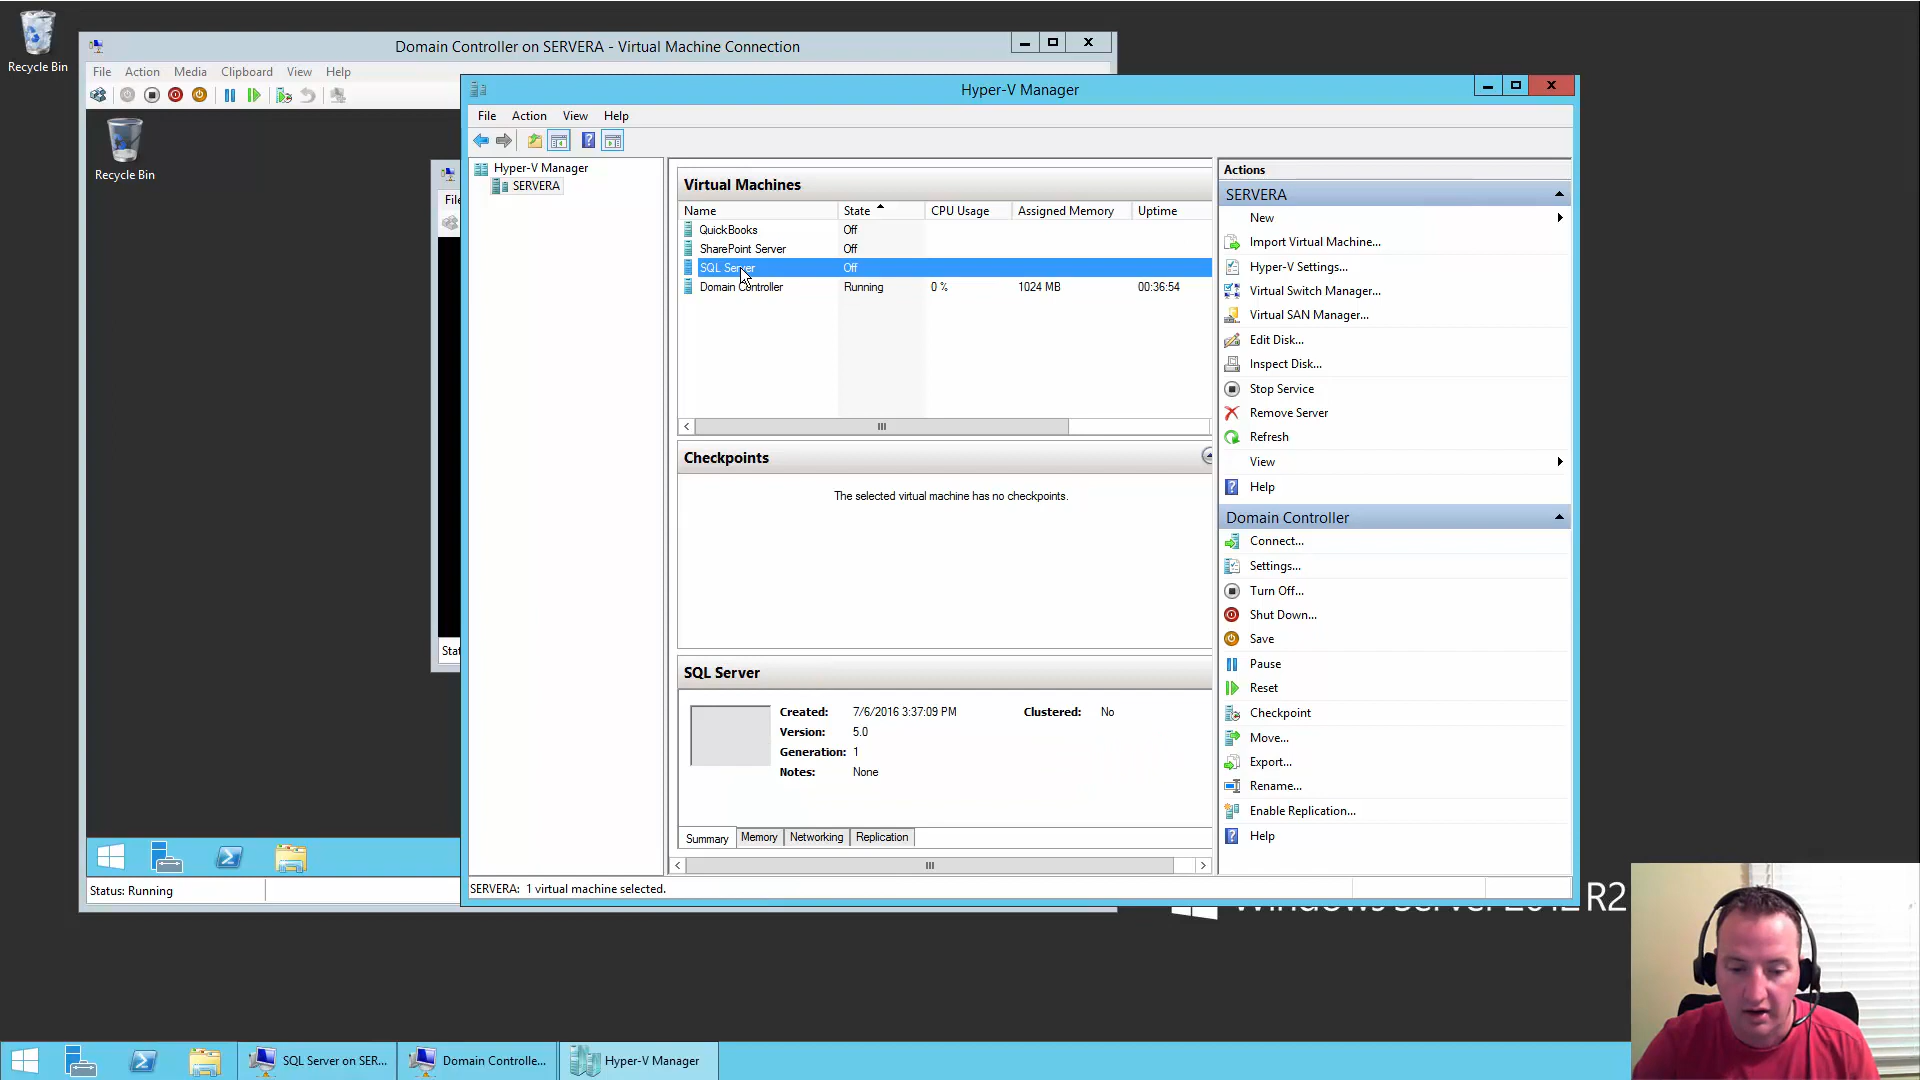 Recycle Bin
Domain Controller on SERVERA - Virtual Machine Connection
File Action Media Clipboard View Help
Recycle Bin
Status: Running
Hyper-V Manager
File Action View Help
Hyper-V Manager
SERVERA
Virtual Machines
Name State CPU Usage Assigned Memory Uptime
QuickBooks Off
SharePoint Server Off
SQL Server Off
Domain Controller Running 0 % 1024 MB 00:36:54
Checkpoints
The selected virtual machine has no checkpoints.
SQL Server
Created: 7/6/2016 3:37:09 PM Clustered: No
Version: 5.0
Generation: 1
Notes: None
Summary Memory Networking Replication
SERVERA: 1 virtual machine selected.
Actions
SERVERA
New
Import Virtual Machine...
Hyper-V Settings...
Virtual Switch Manager...
Virtual SAN Manager...
Edit Disk...
Inspect Disk...
Stop Service
Remove Server
Refresh
View
Help
Domain Controller
Connect...
Settings...
Turn Off...
Shut Down...
Save
Pause
Reset
Checkpoint
Move...
Export...
Rename...
Enable Replication...
Help
R2
SQL Server on SER...
Domain Controlle...
Hyper-V Manager